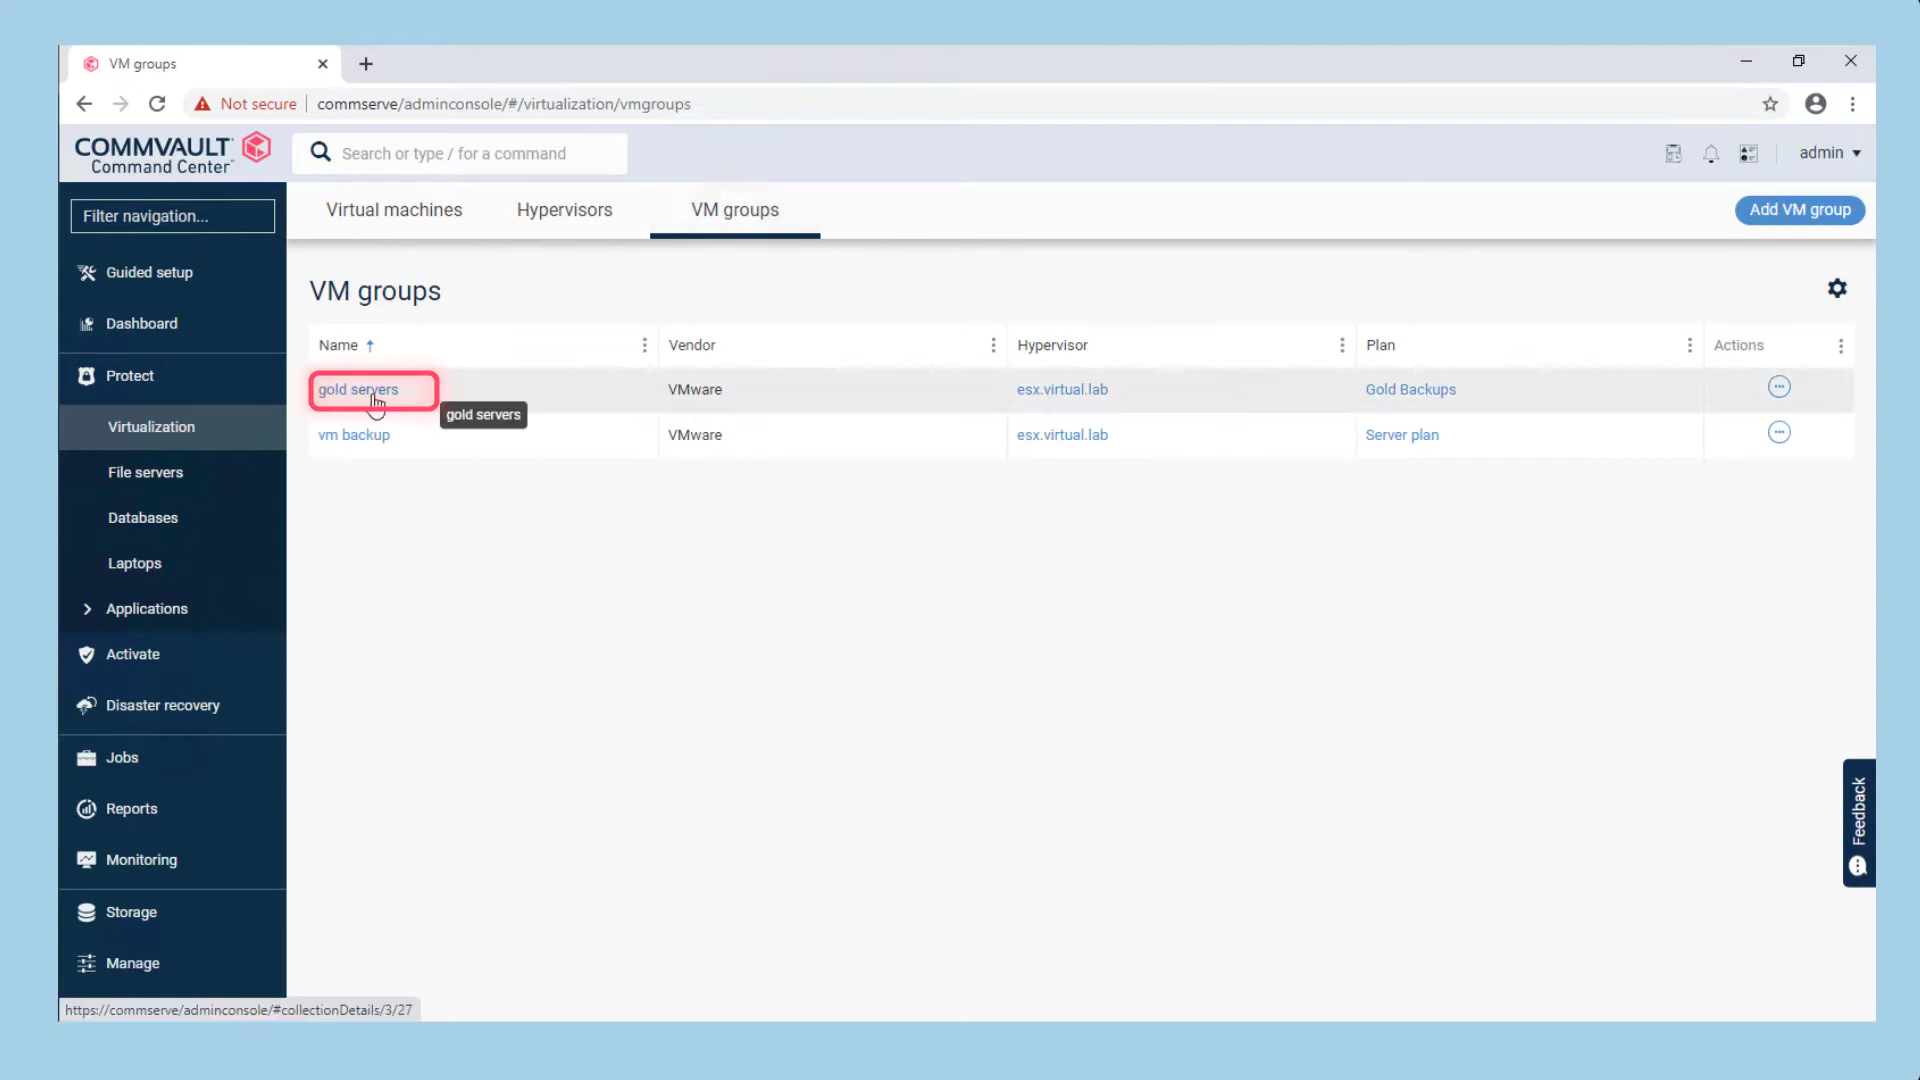 VM groups
Not secure
commserve/adminconsole/#/virtualization/vmgroups
COMMVAULT
Command Center
Search or type / for a command
admin
Filter navigation...
Guided setup
Dashboard
Protect
Virtualization
File servers
Databases
Laptops
Applications
Activate
Disaster recovery
Jobs
Reports
Monitoring
Storage
Manage
Virtual machines Hypervisors VM groups
Add VM group
VM groups
Name Vendor Hypervisor Plan Actions
gold servers VMware esx.virtual.lab Gold Backups
gold servers
vm backup VMware esx.virtual.lab Server plan
Feedback
https://commserve/adminconsole/#collectionDetails/3/27